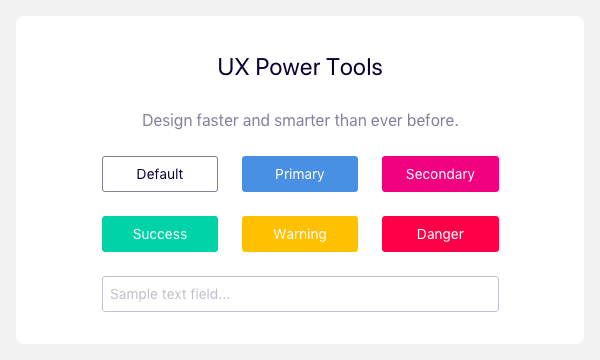 UX Power Tools
Design faster and smarter than ever before.
Default Primary Secondary
Success Warning Danger
Sample text field...